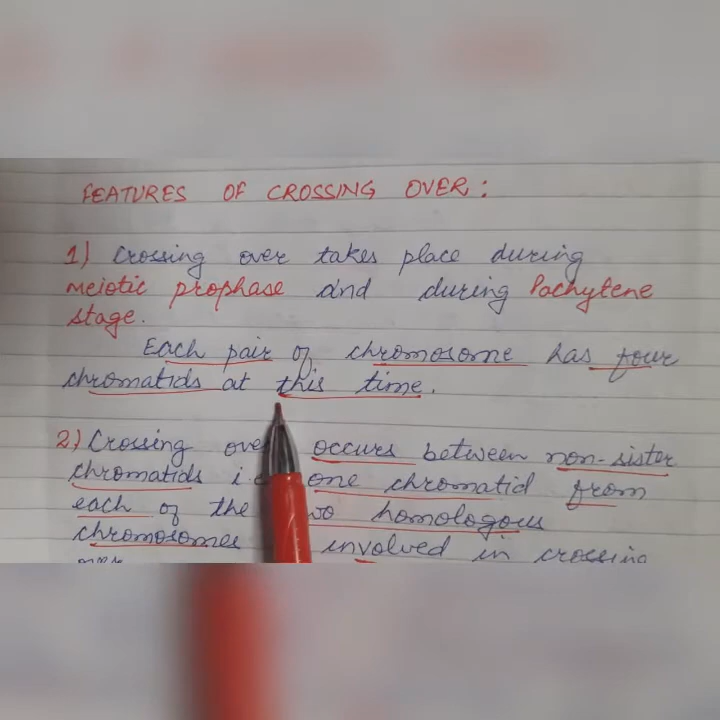 FEATURES OF CROSSING OVER:
1) Crossing over takes place during
meiotic prophase and during Pachytene
stage.
Each pair of chromosome has four
chromatids at this time.
2) Crossing over occurs between non-sister
chromatids i.e. one chromatid from
each of the two homologous
chromosomes involved in crossing